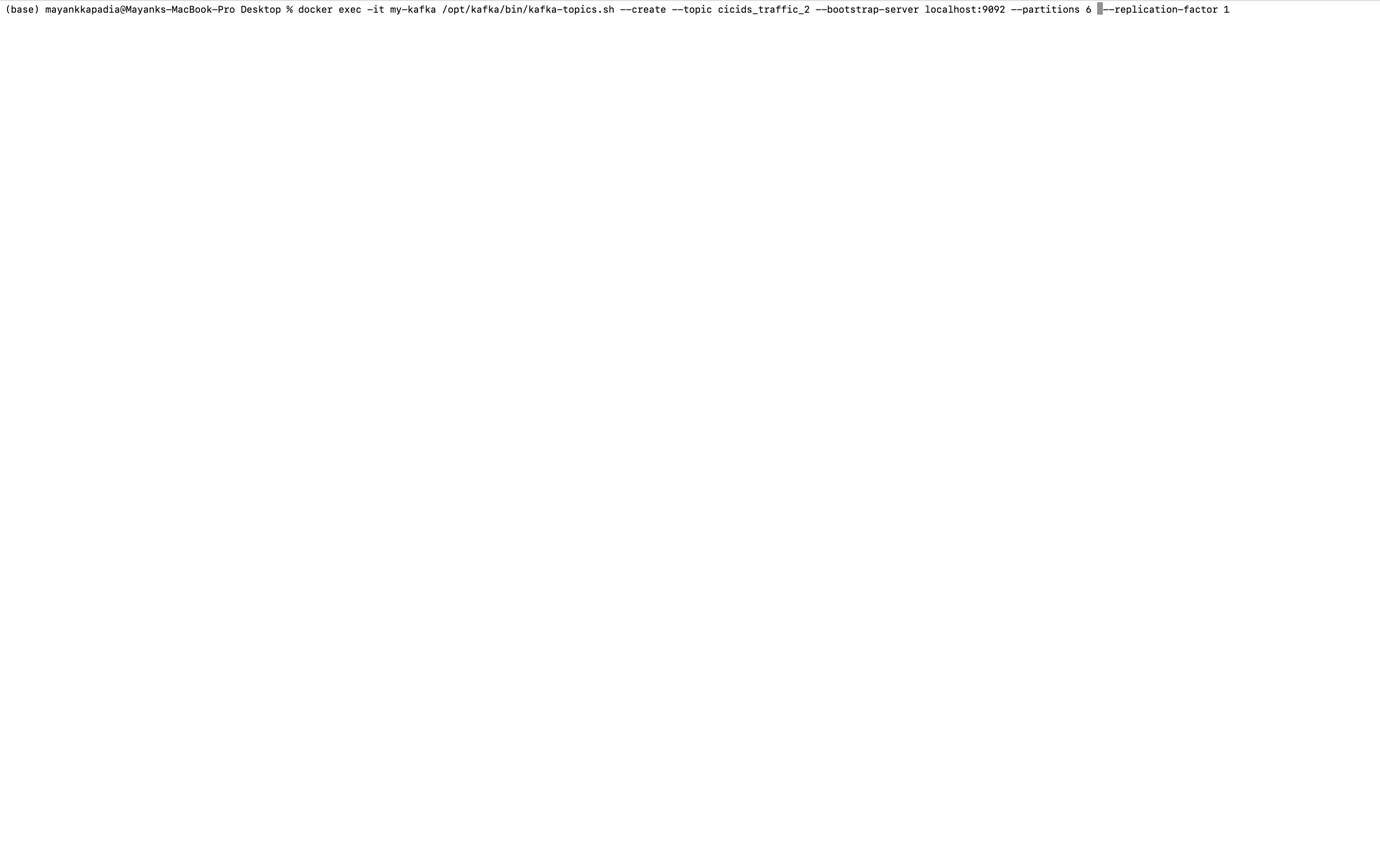 (base) mayankkapadia@Mayanks-MacBook-Pro Desktop % docker exec -it my-kafka /opt/kafka/bin/kafka-topics.sh --create --topic cicids_traffic_2 --bootstrap-server localhost:9092 --partitions 6 --replication-factor 1